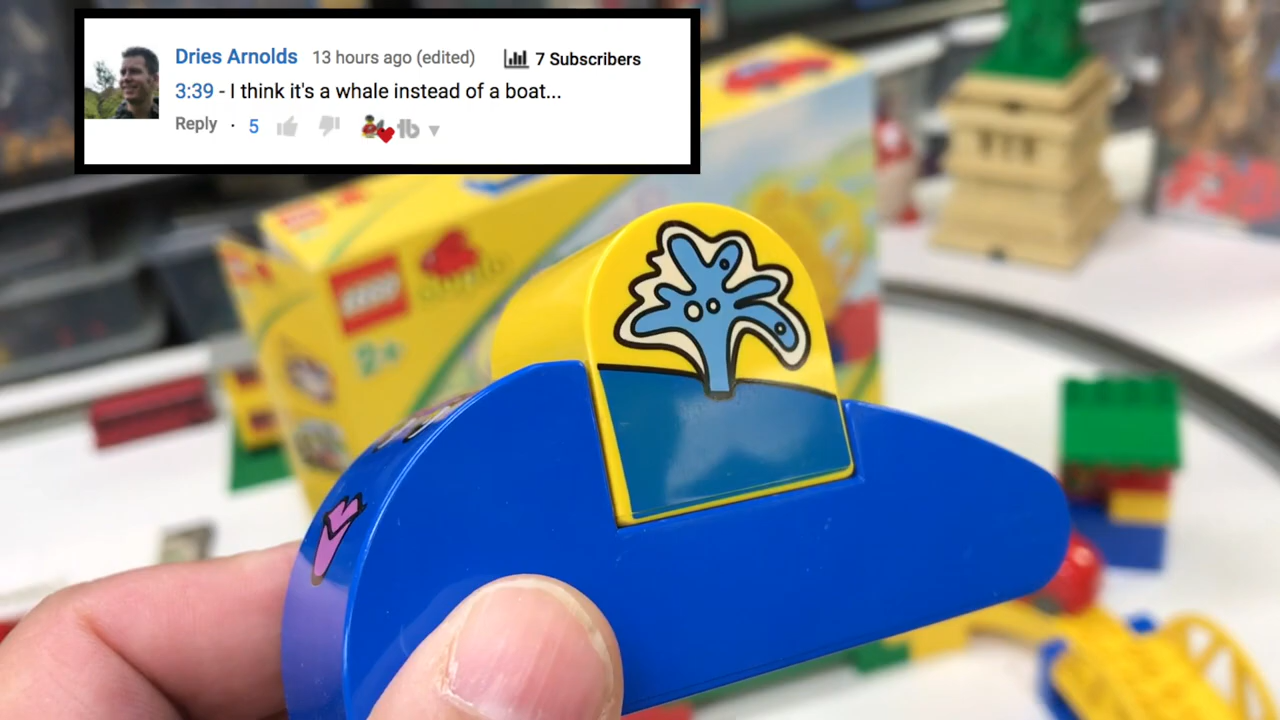 Dries Arnolds 13 hours ago (edited) 7 Subscribers
3:39 - I think it's a whale instead of a boat...
Reply · 5
LEGO
duplo
2+